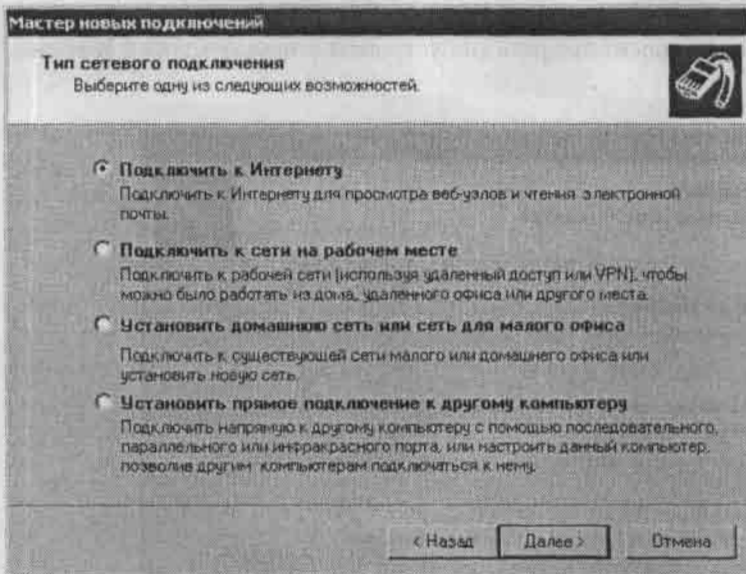 Мастер новых подключений
Тип сетевого подключения
Выберите одну из следующих возможностей.
Подключить к Интернету
Подключить к Интернету для просмотра веб-узлов и чтения электронной
почты.
Подключить к сети на рабочем месте
Подключить к рабочей сети (используя удаленный доступ или VPN), чтобы
можно было работать из дома, удаленного офиса или другого места.
Установить домашнюю сеть или сеть для малого офиса
Подключить к существующей сети малого или домашнего офиса или
установить новую сеть.
Установить прямое подключение к другому компьютеру
Подключить напрямую к другому компьютеру с помощью последовательного,
параллельного или инфракрасного порта, или настроить данный компьютер,
позволив другим компьютерам подключаться к нему.
< Назад Далее > Отмена